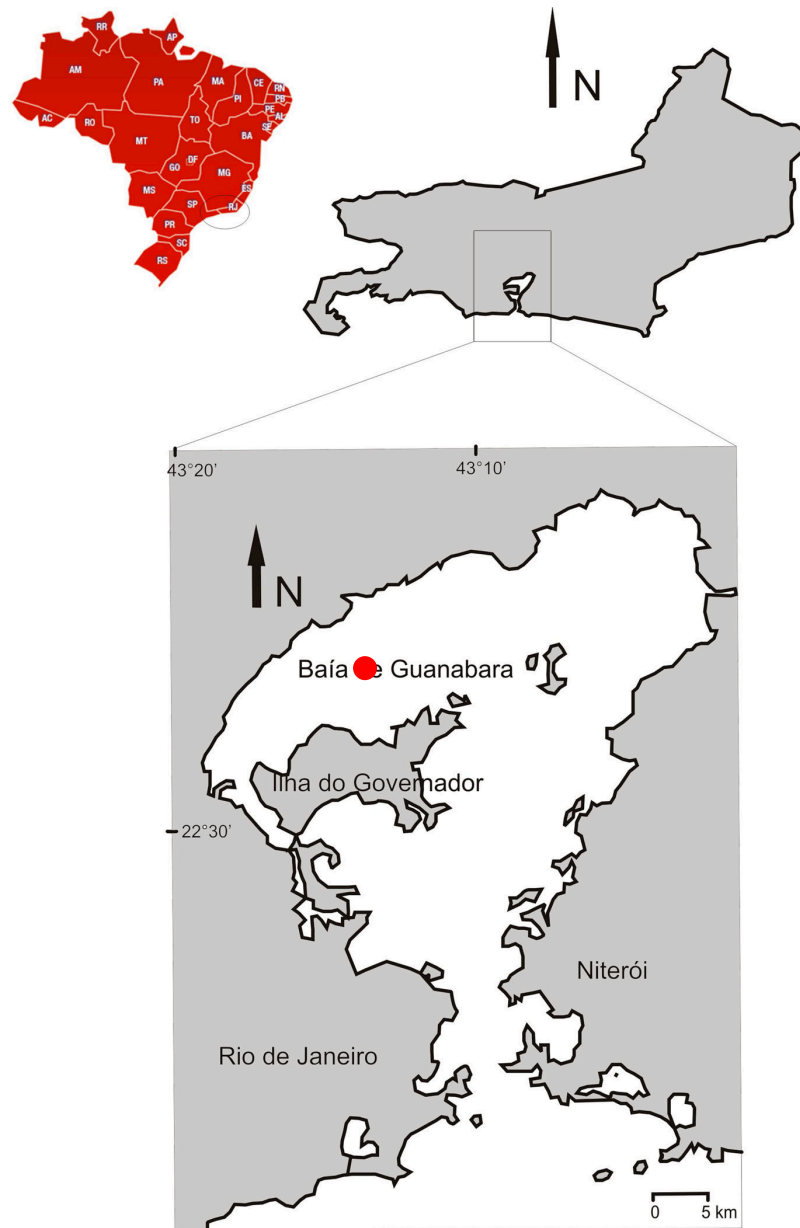 RR
AP
AM
PA
MA
CE
RN
PB
PI
PE
AL
AC
RO
TO
SE
BA
MT
DF
GO
MG
MS
ES
SP
RJ
PR
SC
RS
N
43°20'
43°10'
N
Baía Guanabara
Ilha do Governador
22°30'
Niterói
Rio de Janeiro
0 5 km